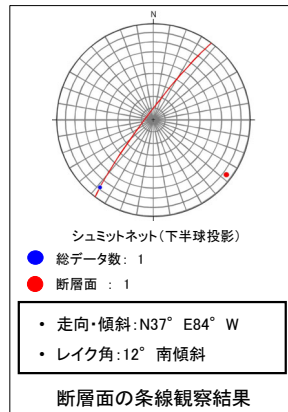 N
シュミットネット(下半球投影)
総データ数: 1
断層面 : 1
• 走向・傾斜:N37° E84° W
• レイク角:12° 南傾斜
断層面の条線観察結果